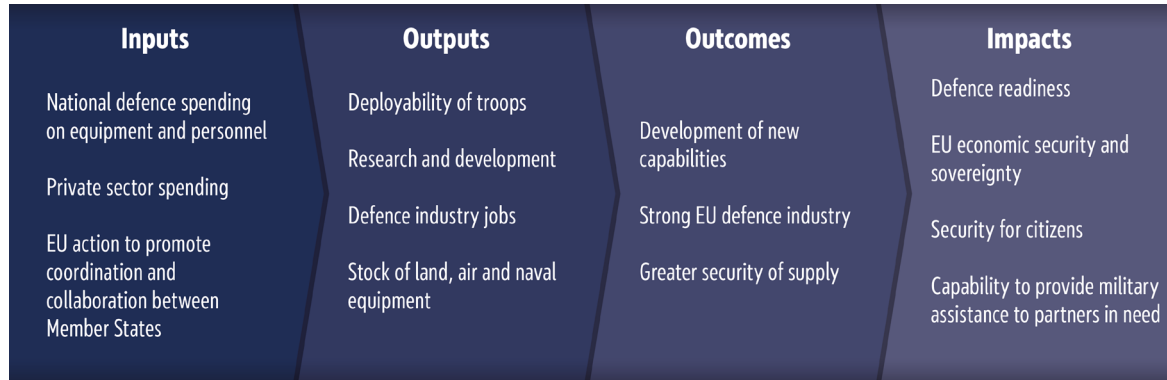 Inputs
National defence spending
on equipment and personnel
Private sector spending
EU action to promote
coordination and
collaboration between
Member States
Outputs
Deployability of troops
Research and development
Defence industry jobs
Stock of land, air and naval
equipment
Outcomes
Development of new
capabilities
Strong EU defence industry
Greater security of supply
Impacts
Defence readiness
EU economic security and
sovereignty
Security for citizens
Capability to provide military
assistance to partners in need